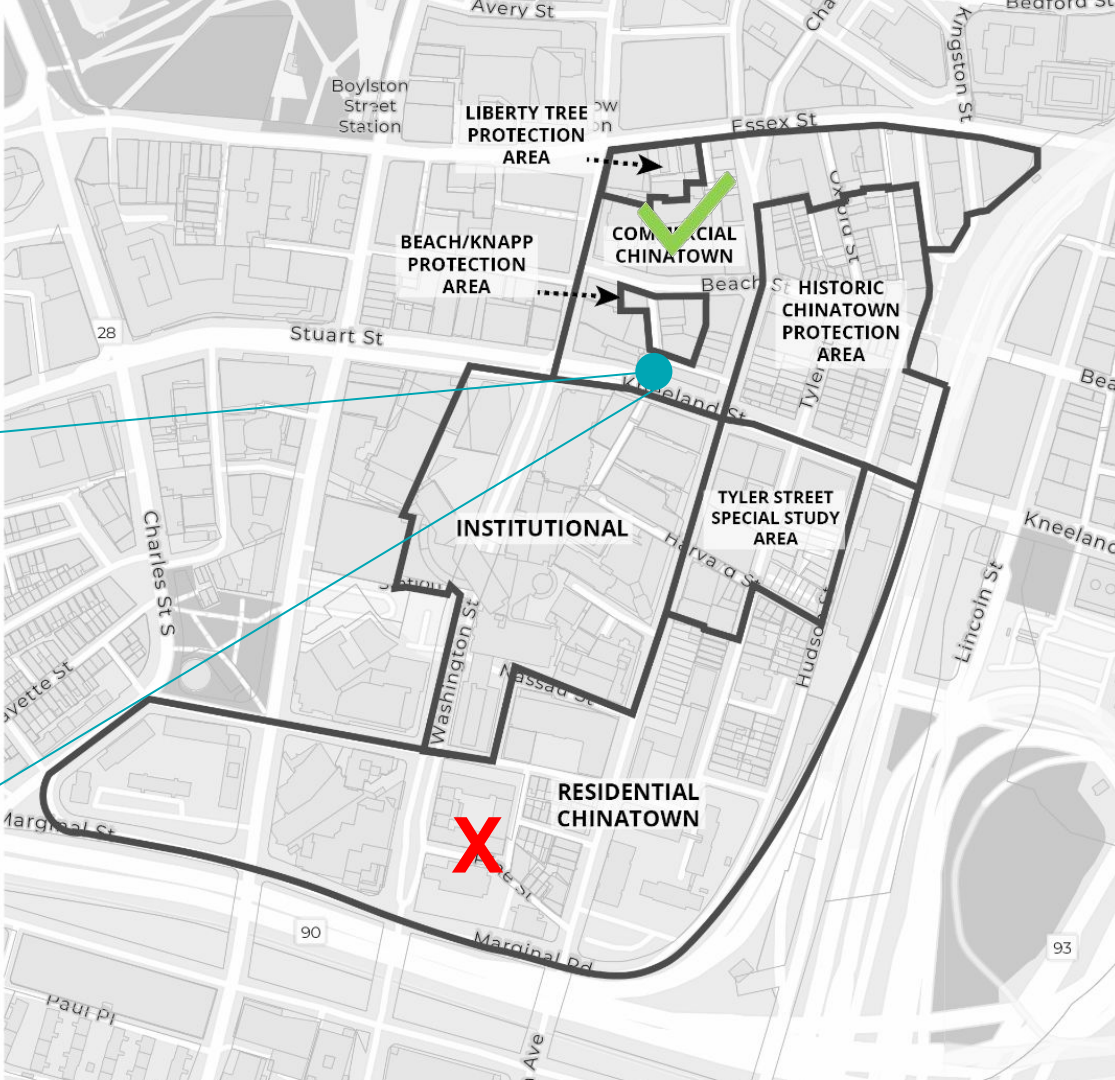 Avery St
Bedford St
Kingston St
Boylston
Street
Station
LIBERTY TREE
PROTECTION
AREA
Essex St
Oxford St
COMMERCIAL
CHINATOWN
BEACH/KNAPP
PROTECTION
AREA
Beach St
HISTORIC
CHINATOWN
PROTECTION
AREA
28
Stuart St
Tyler
Kneeland St
INSTITUTIONAL
TYLER STREET
SPECIAL STUDY
AREA
Kneeland
Charles St S
Harvard St
Lincoln St
Station
Hudson St
Washington St
Nassau St
RESIDENTIAL
CHINATOWN
Marginal St
X
90
Marginal Rd
93
Paul Pl
Ave